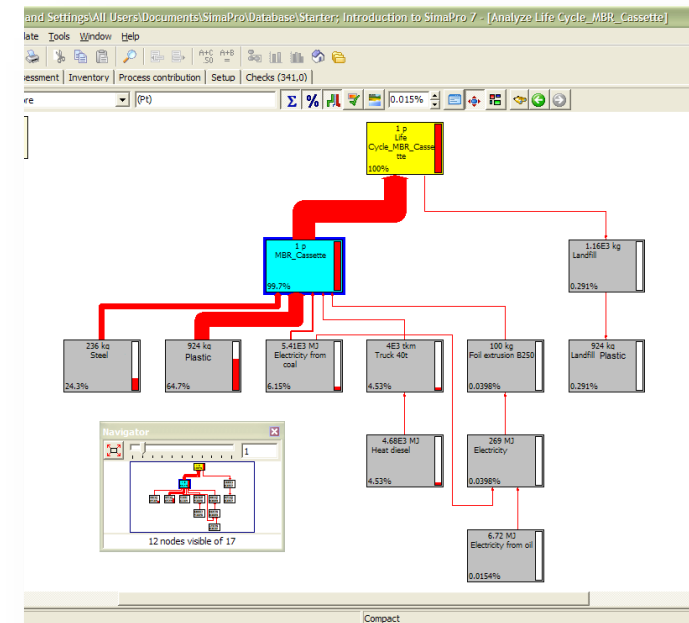 and Settings\All Users\Documents\SimaPro\Database\Starter; Introduction to SimaPro 7 - [Analyze Life Cycle_MBR_Cassette]
late Tools Window Help
A+C
50
A+B
=
essment Inventory Process contribution Setup Checks (341,0)
re (Pt) Σ % 0.015%
1 p
Life
Cycle_MBR_Casse
tte
100%
1 p
MBR_Cassette
99.7%
1.16E3 kg
Landfill
0.291%
236 kg
Steel
24.3%
924 kg
Plastic
64.7%
5.41E3 MJ
Electricity from
coal
6.15%
4E3 tkm
Truck 40t
4.53%
100 kg
Foil extrusion B250
0.0398%
924 kg
Landfill Plastic
0.291%
4.68E3 MJ
Heat diesel
4.53%
269 MJ
Electricity
0.0398%
6.72 MJ
Electricity from oil
0.0154%
Navigator
1
12 nodes visible of 17
Compact